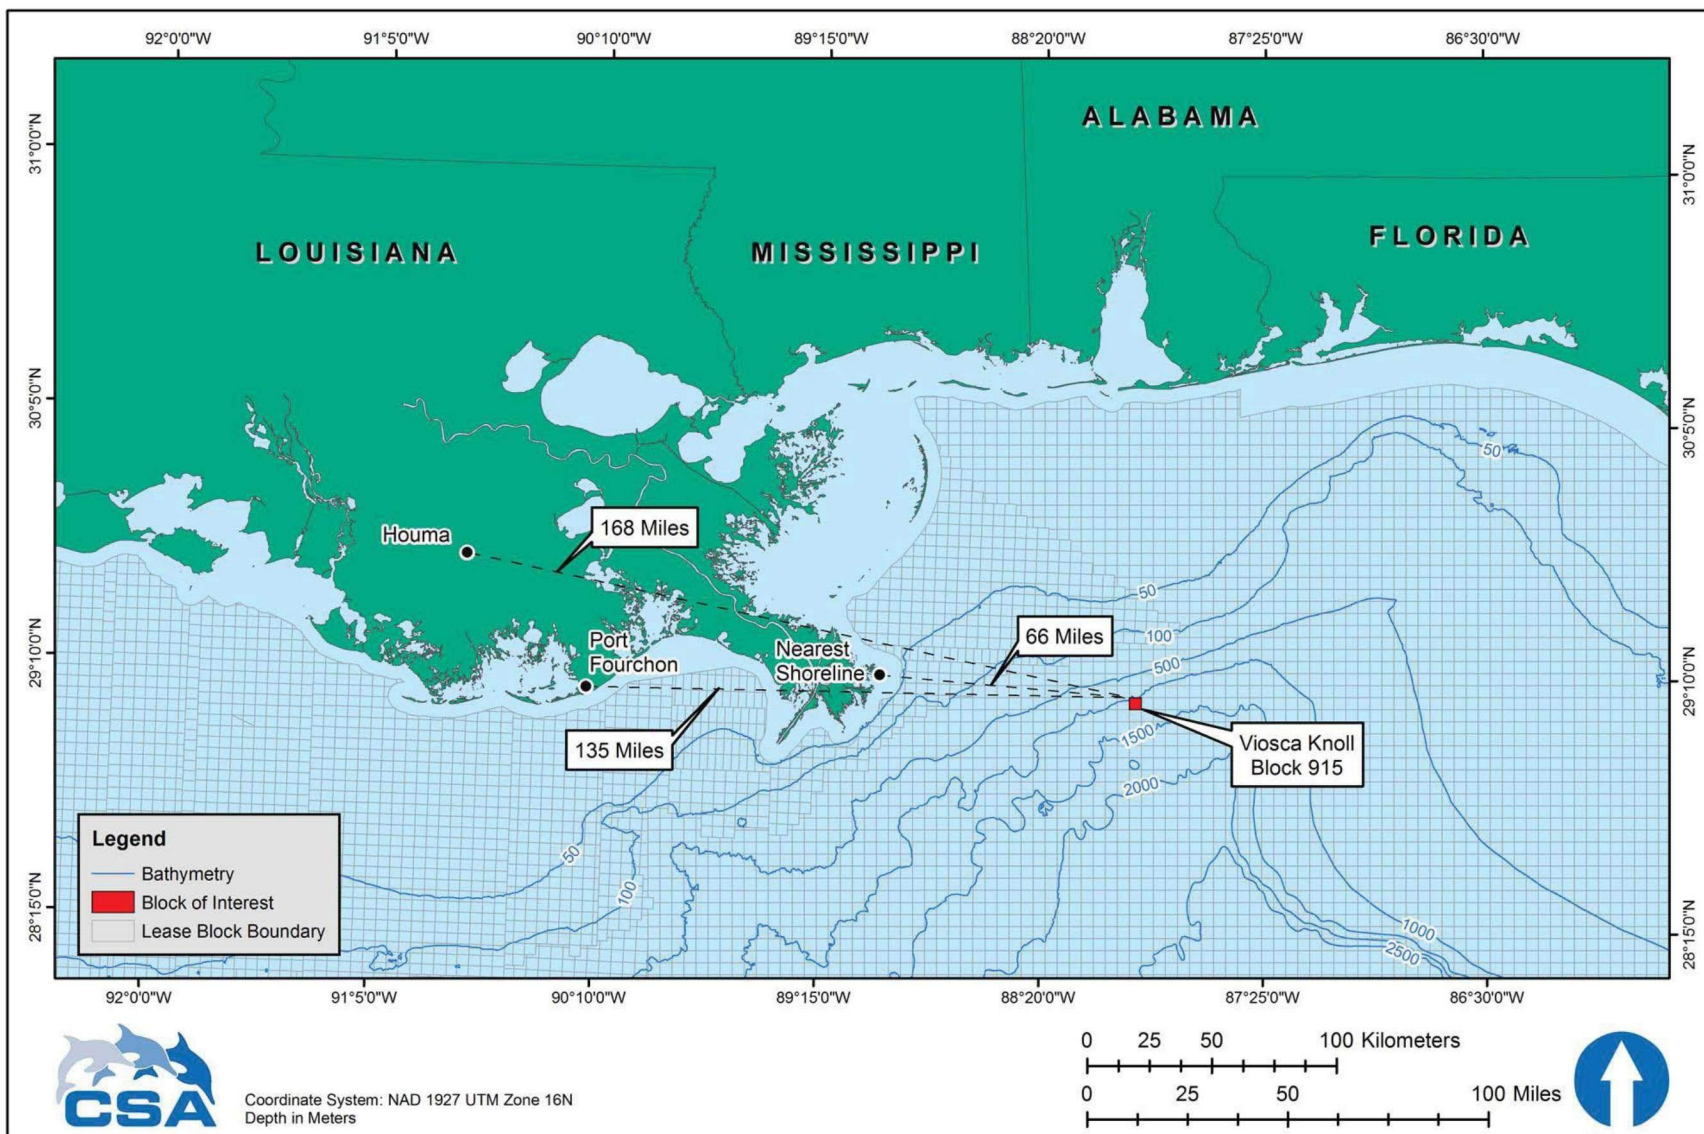 92°0'0"W 91°5'0"W 90°10'0"W 89°15'0"W 88°20'0"W 87°25'0"W 86°30'0"W
31°0'0"N
31°0'0"N
ALABAMA
FLORIDA
LOUISIANA
MISSISSIPPI
30°5'0"N
30°5'0"N
50
168 Miles
Houma
50
66 Miles
100
Port
Fourchon
Nearest
Shoreline
500
29°10'0"N
29°10'0"N
135 Miles
1500
Viosca Knoll
Block 915
2000
50
100
1000
2500
28°15'0"N
28°15'0"N
Legend
Bathymetry
Block of Interest
Lease Block Boundary
92°0'0"W 91°5'0"W 90°10'0"W 89°15'0"W 88°20'0"W 87°25'0"W 86°30'0"W
CSA
Coordinate System: NAD 1927 UTM Zone 16N
Depth in Meters
0 25 50 100 Kilometers
0 25 50 100 Miles